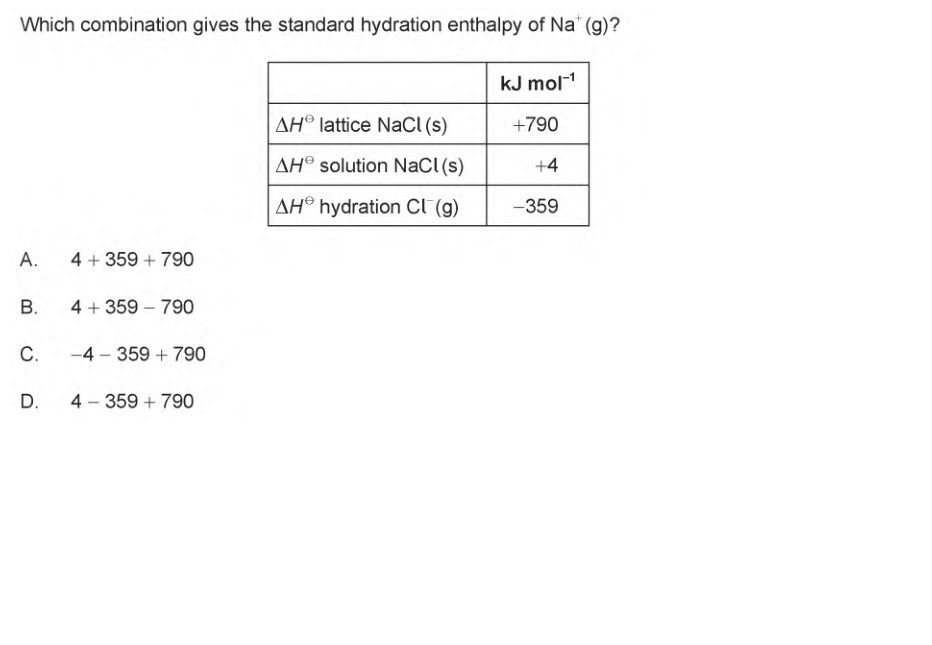 Which combination gives the standard hydration enthalpy of Na⁺ (g)?
kJ mol⁻¹
ΔH⦵ lattice NaCl (s) +790
ΔH⦵ solution NaCl (s) +4
ΔH⦵ hydration Cl⁻ (g) −359
A. 4 + 359 + 790
B. 4 + 359 – 790
C. −4 – 359 + 790
D. 4 – 359 + 790